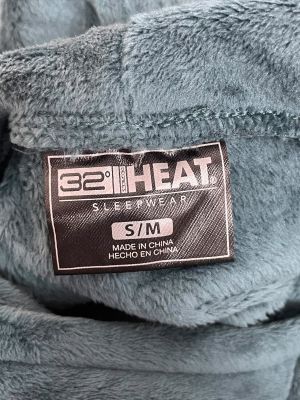 32° HEAT
SLEEPWEAR
S/M
MADE IN CHINA
HECHO EN CHINA